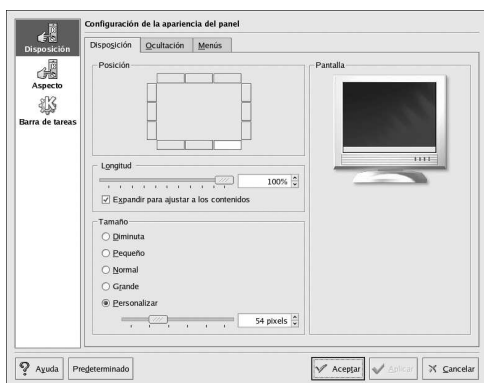 Configuración de la apariencia del panel
Disposición
Aspecto
Barra de tareas
Disposición Ocultación Menús
Posición
Pantalla
Longitud
100%
Expandir para ajustar a los contenidos
Tamaño
Diminuta
Pequeño
Normal
Grande
Personalizar
54 pixels
Ayuda Predeterminado Aceptar Aplicar Cancelar